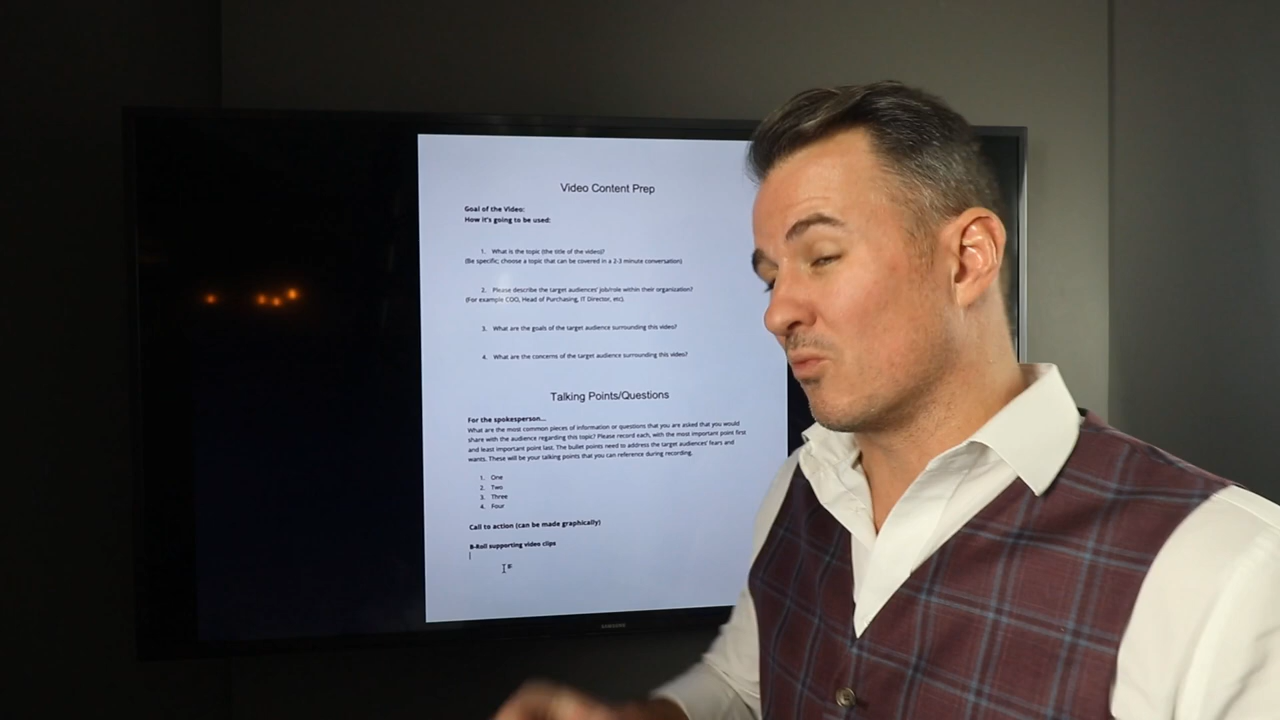 Video Content Prep
Goal of the Video:
How it's going to be used:
1. What is the topic (the title of the video)?
(Be specific; choose a topic that can be covered in a 2-3 minute conversation)
2. Please describe the target audiences' job/role within their organization?
(For example COO, Head of Purchasing, IT Director, etc)
3. What are the goals of the target audience surrounding this video?
4. What are the concerns of the target audience surrounding this video?
Talking Points/Questions
For the spokesperson...
What are the most common pieces of information or questions that you are asked that you would
share with the audience regarding this topic? Please record each, with the most important point first
and least important point last. The bullet points need to address the target audiences' fears and
wants. These will be your talking points that you can reference during recording.
1. One
2. Two
3. Three
4. Four
Call to action (can be made graphically)
B-Roll supporting video clips
SAMSUNG